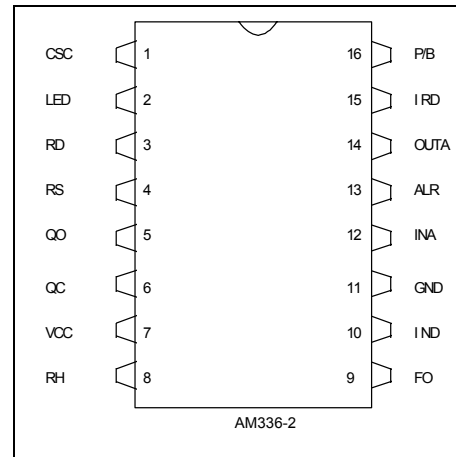 CSC 1 16 P/B
LED 2 15 IRD
RD 3 14 OUTA
RS 4 13 ALR
QO 5 12 INA
QC 6 11 GND
VCC 7 10 IND
RH 8 9 FO
AM336-2